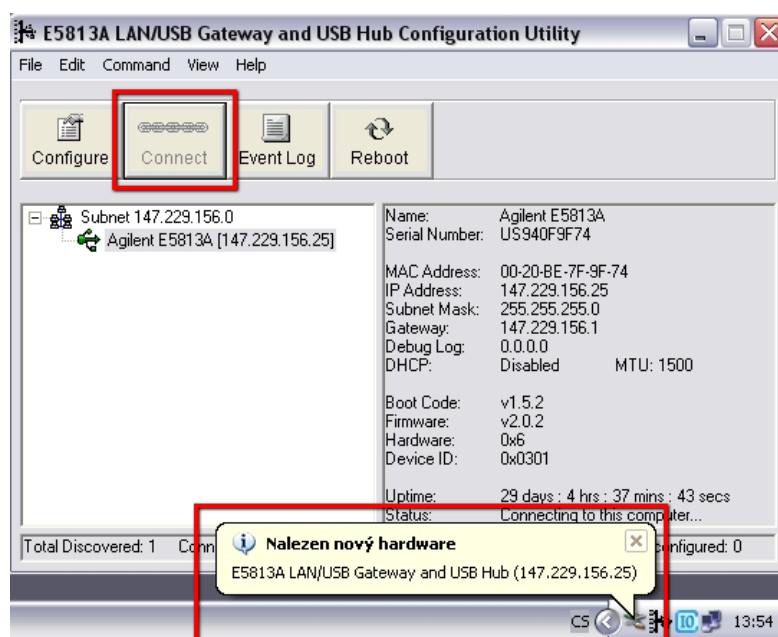 E5813A LAN/USB Gateway and USB Hub Configuration Utility
File Edit Command View Help
Configure Connect Event Log Reboot
Subnet 147.229.156.0
Agilent E5813A [147.229.156.25]
Name: Agilent E5813A
Serial Number: US940F9F74
MAC Address: 00-20-BE-7F-9F-74
IP Address: 147.229.156.25
Subnet Mask: 255.255.255.0
Gateway: 147.229.156.1
Debug Log: 0.0.0.0
DHCP: Disabled MTU: 1500
Boot Code: v1.5.2
Firmware: v2.0.2
Hardware: 0x6
Device ID: 0x0301
Uptime: 29 days : 4 hrs : 37 mins : 43 secs
Status: Connecting to this computer...
Total Discovered: 1 Conn onfigured: 0
Nalezen nový hardware
E5813A LAN/USB Gateway and USB Hub (147.229.156.25)
CS IO 13:54